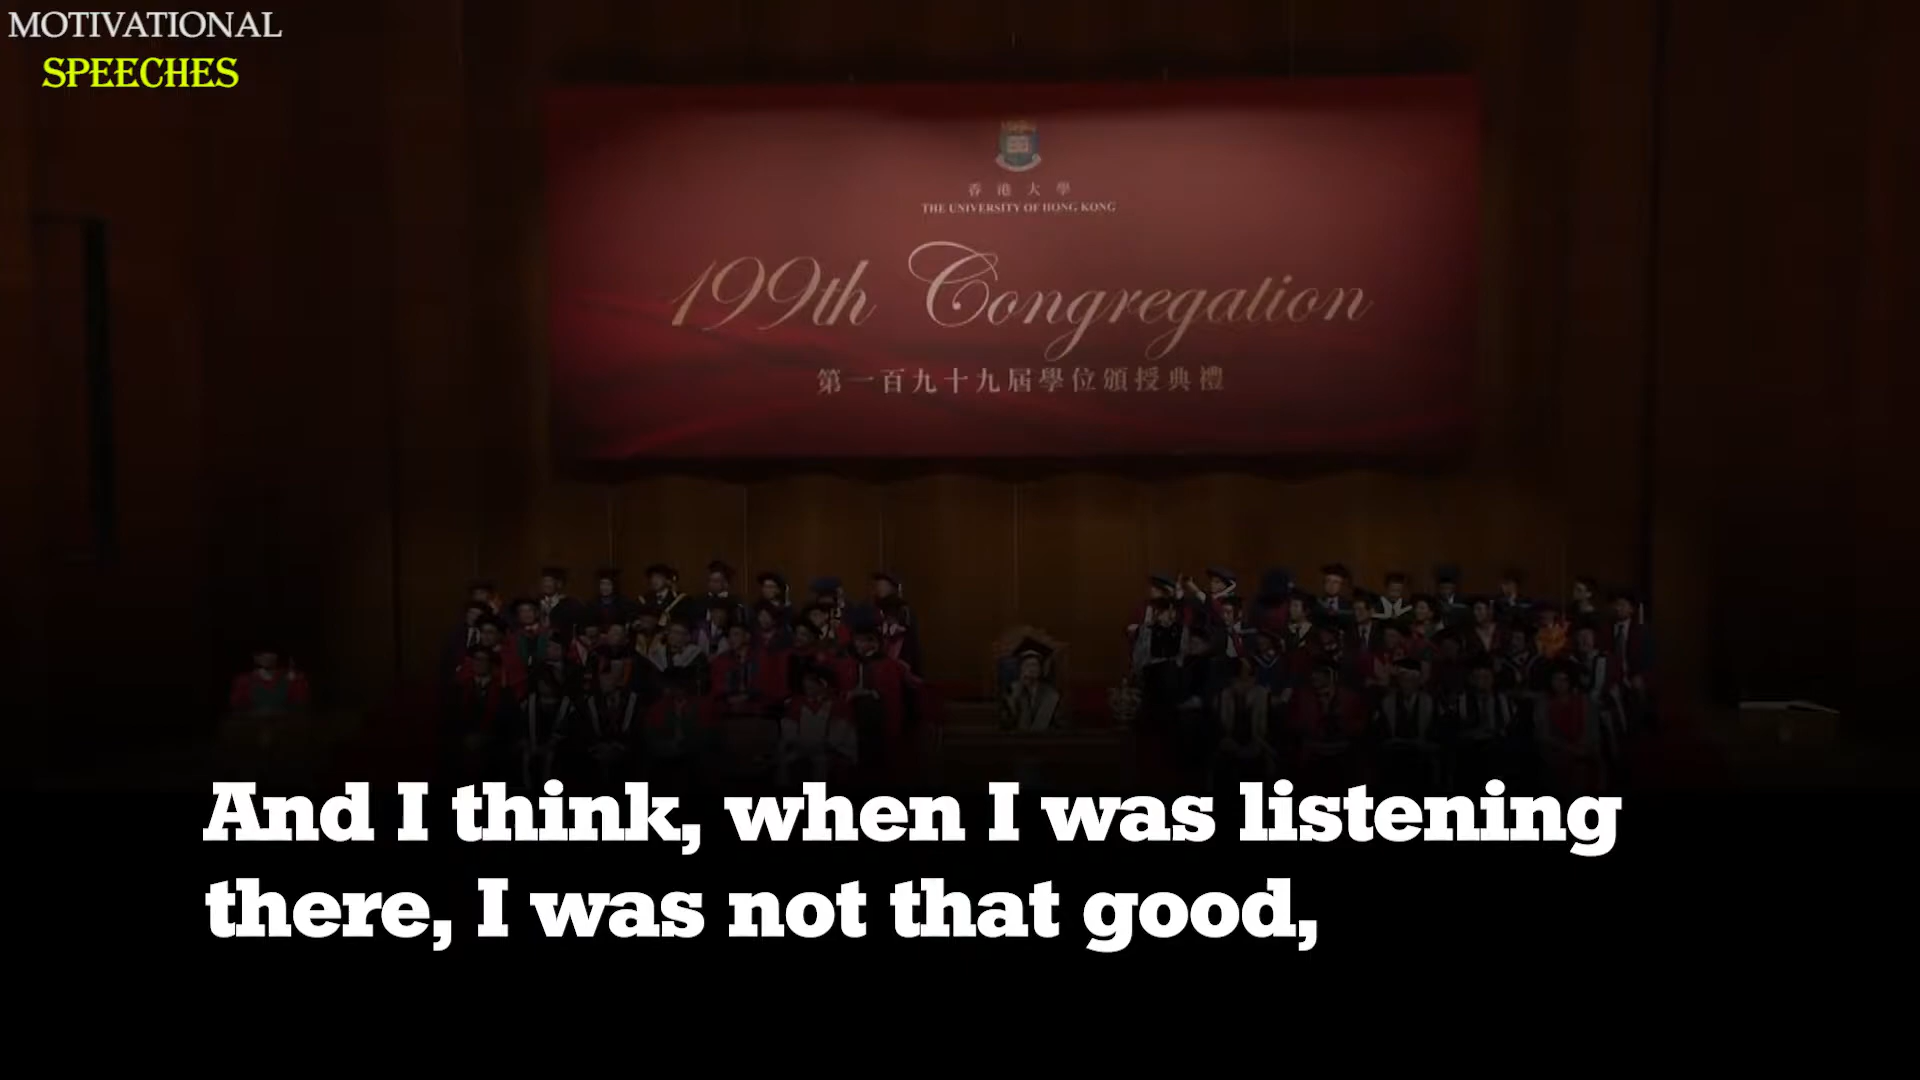 MOTIVATIONAL
SPEECHES
香港大學
THE UNIVERSITY OF HONG KONG
199th Congregation
第一百九十九屆學位頒授典禮
And I think, when I was listening
there, I was not that good,